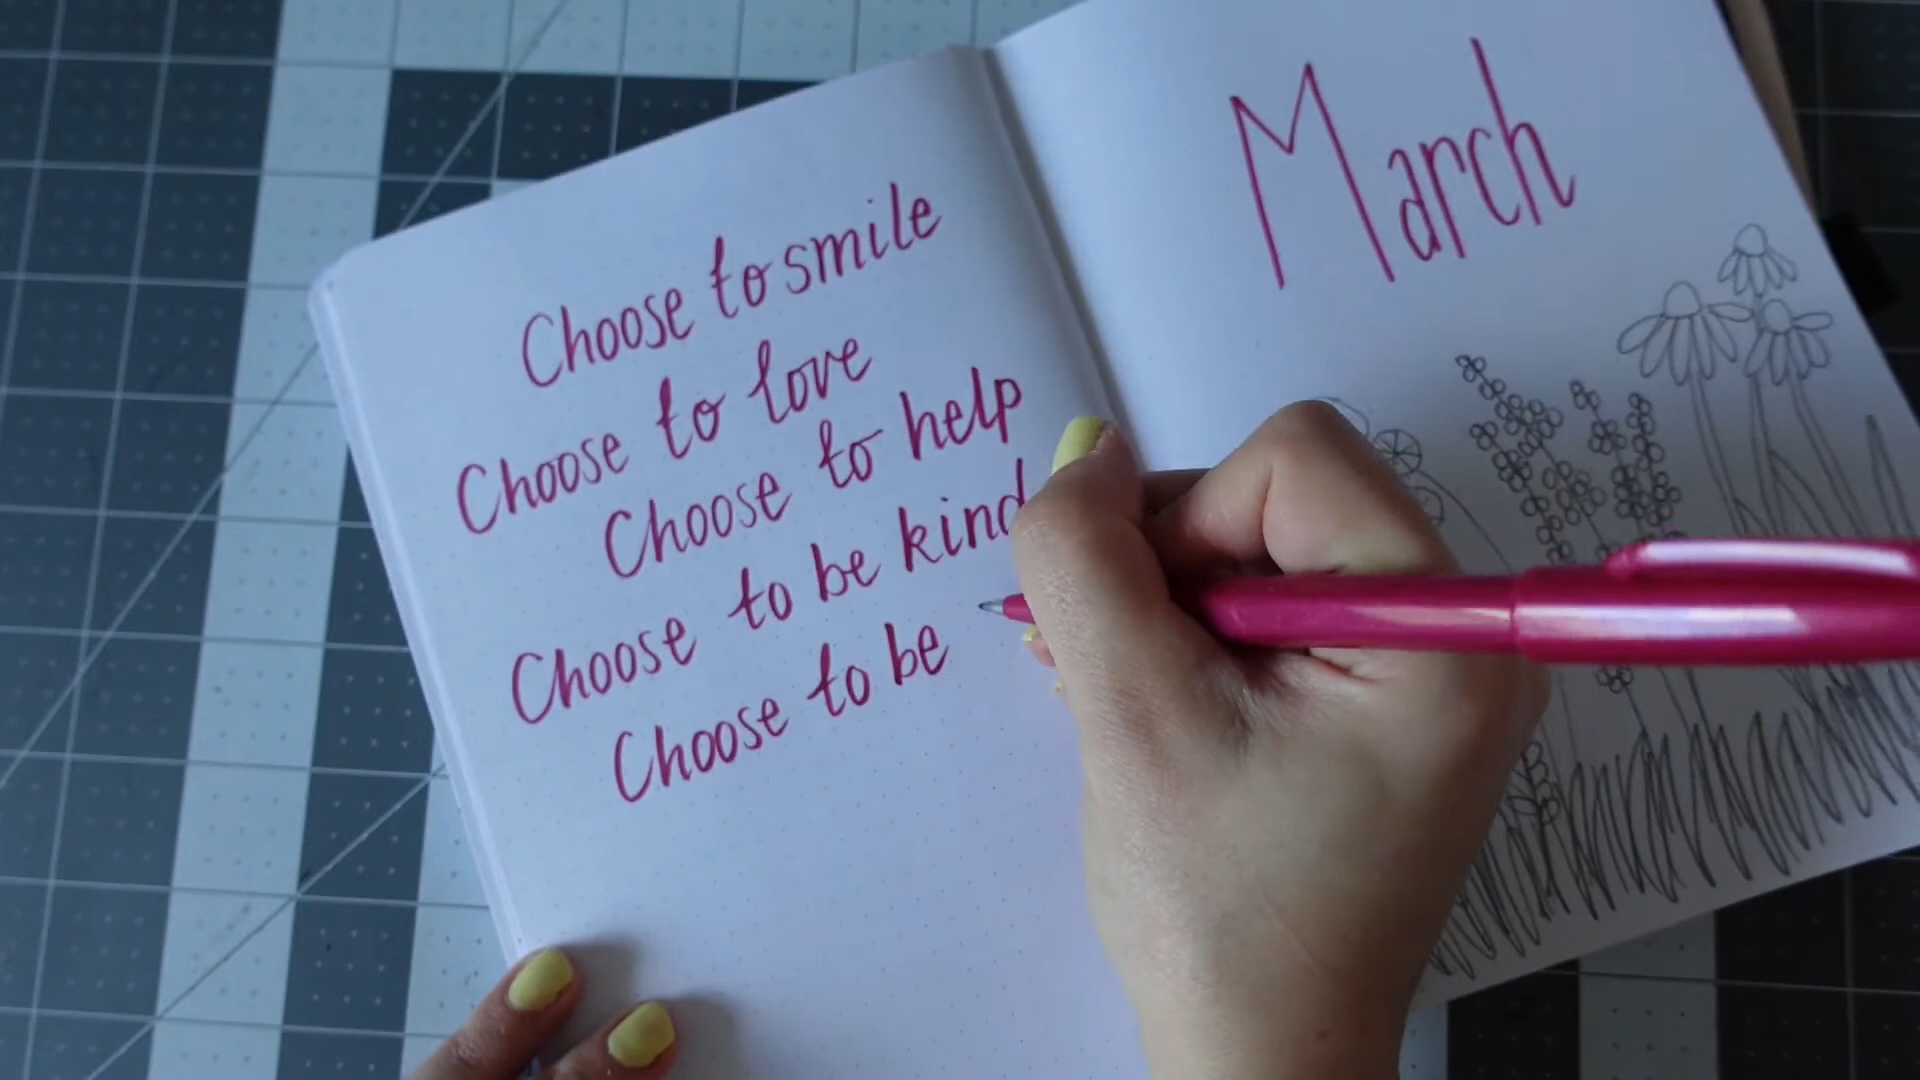 Choose to smile
Choose to love
Choose to help
Choose to be kind
Choose to be
March